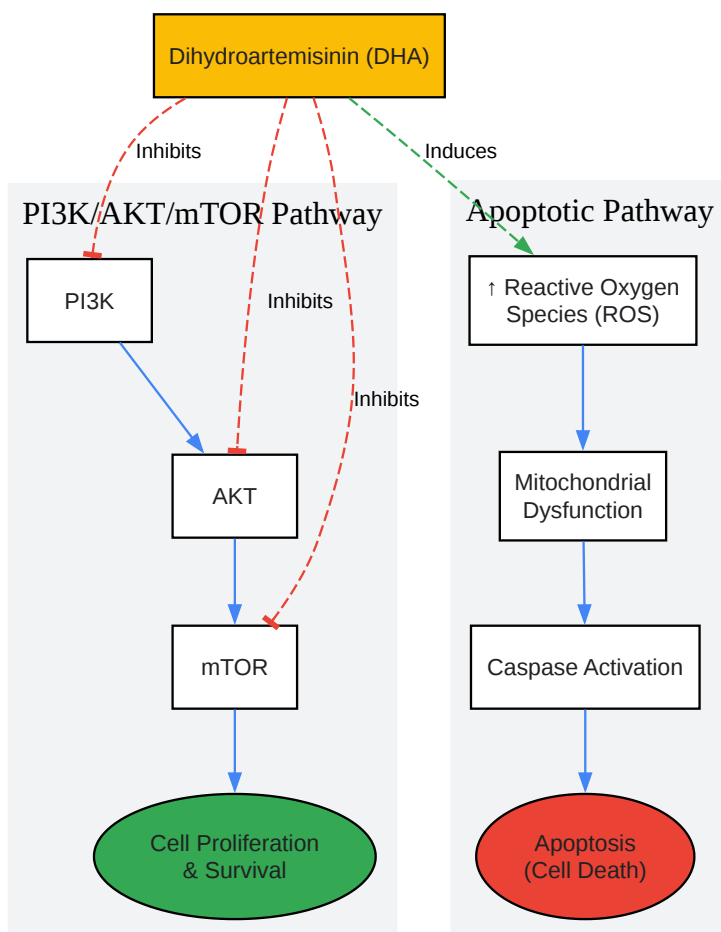 Dihydroartemisinin (DHA)
Inhibits
Induces
PI3K/AKT/mTOR Pathway
Apoptotic Pathway
PI3K
Inhibits
↑ Reactive Oxygen
Species (ROS)
Inhibits
AKT
Mitochondrial
Dysfunction
mTOR
Caspase Activation
Cell Proliferation
& Survival
Apoptosis
(Cell Death)